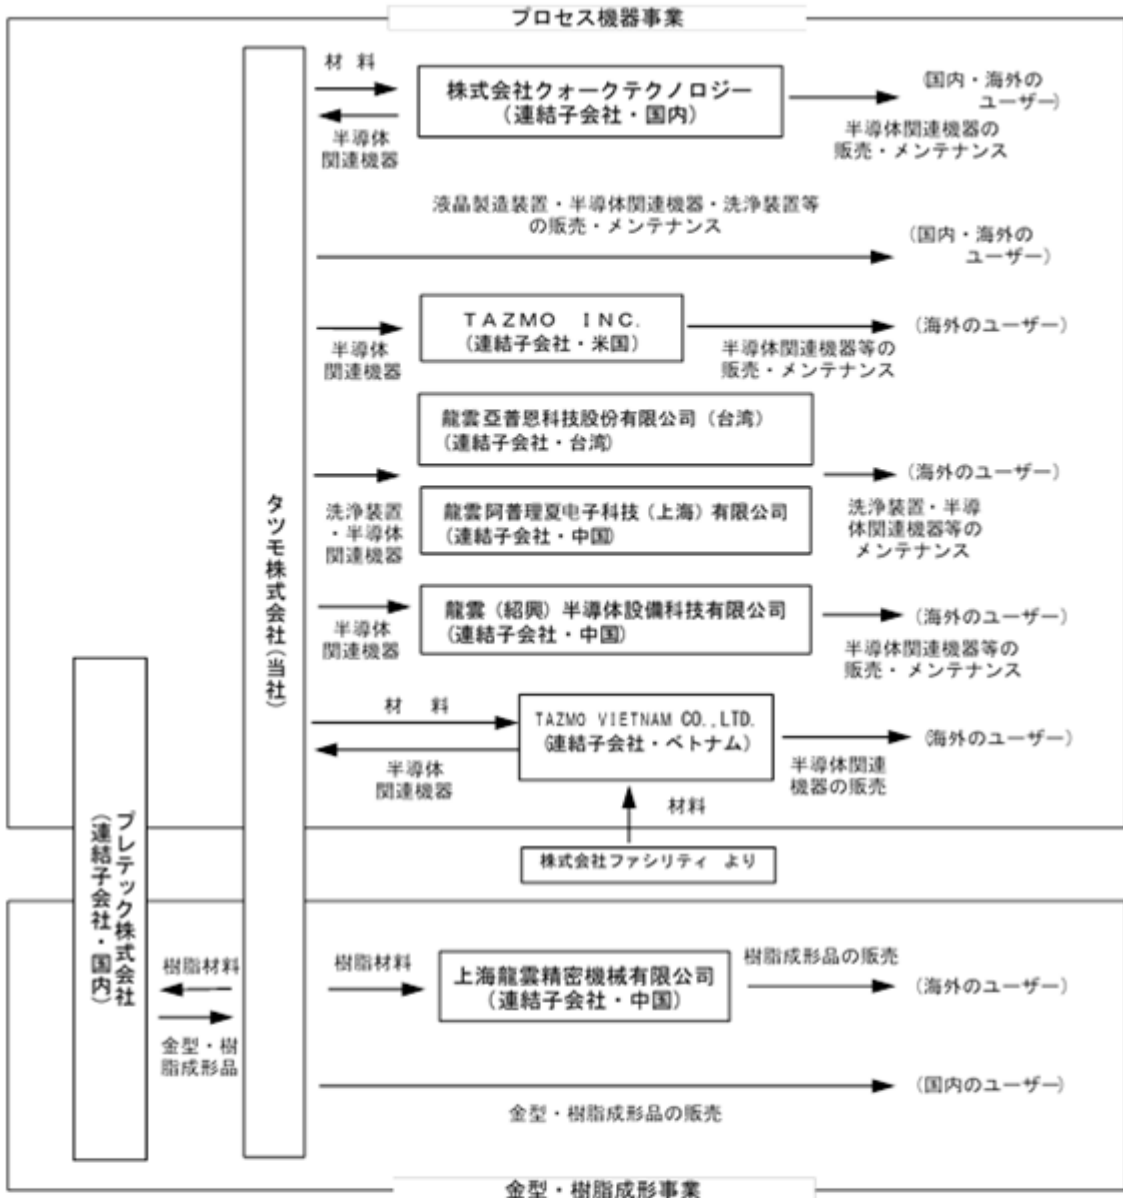 プロセス機器事業
材 料
株式会社クォークテクノロジー
(連結子会社・国内)
(国内・海外の
ユーザー)
半導体
関連機器
半導体関連機器の
販売・メンテナンス
液晶製造装置・半導体関連機器・洗浄装置等
の販売・メンテナンス
(国内・海外の
ユーザー)
TAZMO INC.
(連結子会社・米国)
(海外のユーザー)
半導体
関連機器
半導体関連機器等の
販売・メンテナンス
龍雲亞普恩科技股份有限公司(台湾)
(連結子会社・台湾)
(海外のユーザー)
洗浄装置
・半導体
関連機器
龍雲阿普理夏电子科技(上海)有限公司
(連結子会社・中国)
洗浄装置・半導
体関連機器等の
メンテナンス
タツモ株式会社(当社)
龍雲(紹興)半導体設備科技有限公司
(連結子会社・中国)
(海外のユーザー)
半導体
関連機器
半導体関連機器等の
販売・ メンテナンス
材 料
TAZMO VIETNAM CO.,LTD.
(連結子会社・ベトナム)
(海外のユーザー)
半導体
関連機器
半導体関連
機器の販売
材料
株式会社ファシリティ より
プレテック株式会社
(連結子会社・国内)
樹脂材料
樹脂材料
上海龍雲精密機械有限公司
(連結子会社・中国)
樹脂成形品の販売
(海外のユーザー)
金型・樹
脂成形品
(国内のユーザー)
金型・樹脂成形品の販売
金型・樹脂成形事業